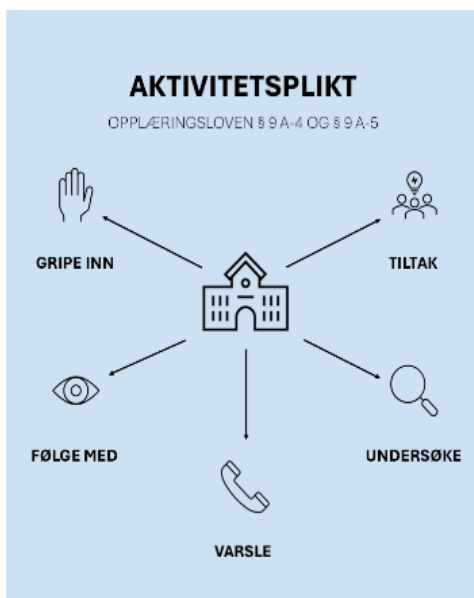 AKTIVITETSPLIKT
OPPLÆRINGSLOVEN § 9 A-4 OG § 9 A-5
GRIPE INN
TILTAK
FØLGE MED
UNDERSØKE
VARSLE